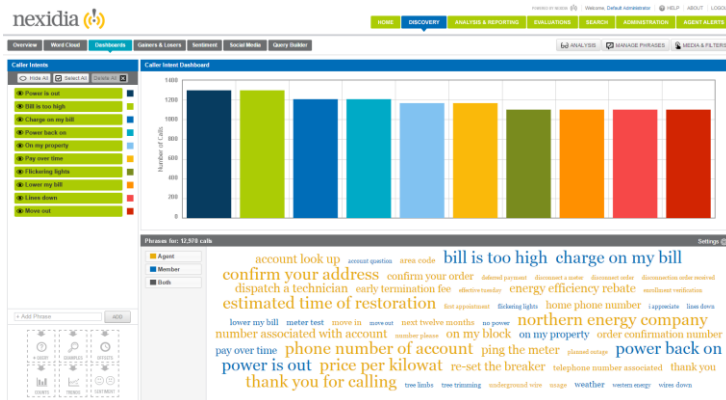 nexidia
POWERED BY NEXIDIA | Welcome, Default Administrator | HELP | ABOUT | LOGOUT
HOME DISCOVERY ANALYSIS & REPORTING EVALUATIONS SEARCH ADMINISTRATION AGENT ALERTS
Overview Word Cloud Dashboards Gainers & Losers Sentiment Social Media Query Builder ANALYSIS MANAGE PHRASES MEDIA & FILTERS
Caller Intents
Hide All Select All Delete All
Power is out
Bill is too high
Charge on my bill
Power back on
On my property
Pay over time
Flickering lights
Lower my bill
Lines down
Move out
+ Add Phrase ADD
Caller Intent Dashboard
Number of Calls
1400
1200
1000
800
600
400
200
0
Phrases for: 12,970 calls Settings
Agent
Member
Both
account look up account question area code bill is too high charge on my bill
confirm your address confirm your order deferred payment disconnect a meter disconnect order disconnection order received
dispatch a technician early termination fee effective tuesday energy efficiency rebate enrollment verification
estimated time of restoration first appointment flickering lights home phone number i appreciate lines down
lower my bill meter test move in move out next twelve months no power northern energy company
number associated with account number please on my block on my property order confirmation number
pay over time phone number of account ping the meter planned outage power back on
power is out price per kilowat re-set the breaker telephone number associated thank you
thank you for calling tree limbs tree trimming underground wire usage weather western energy wires down